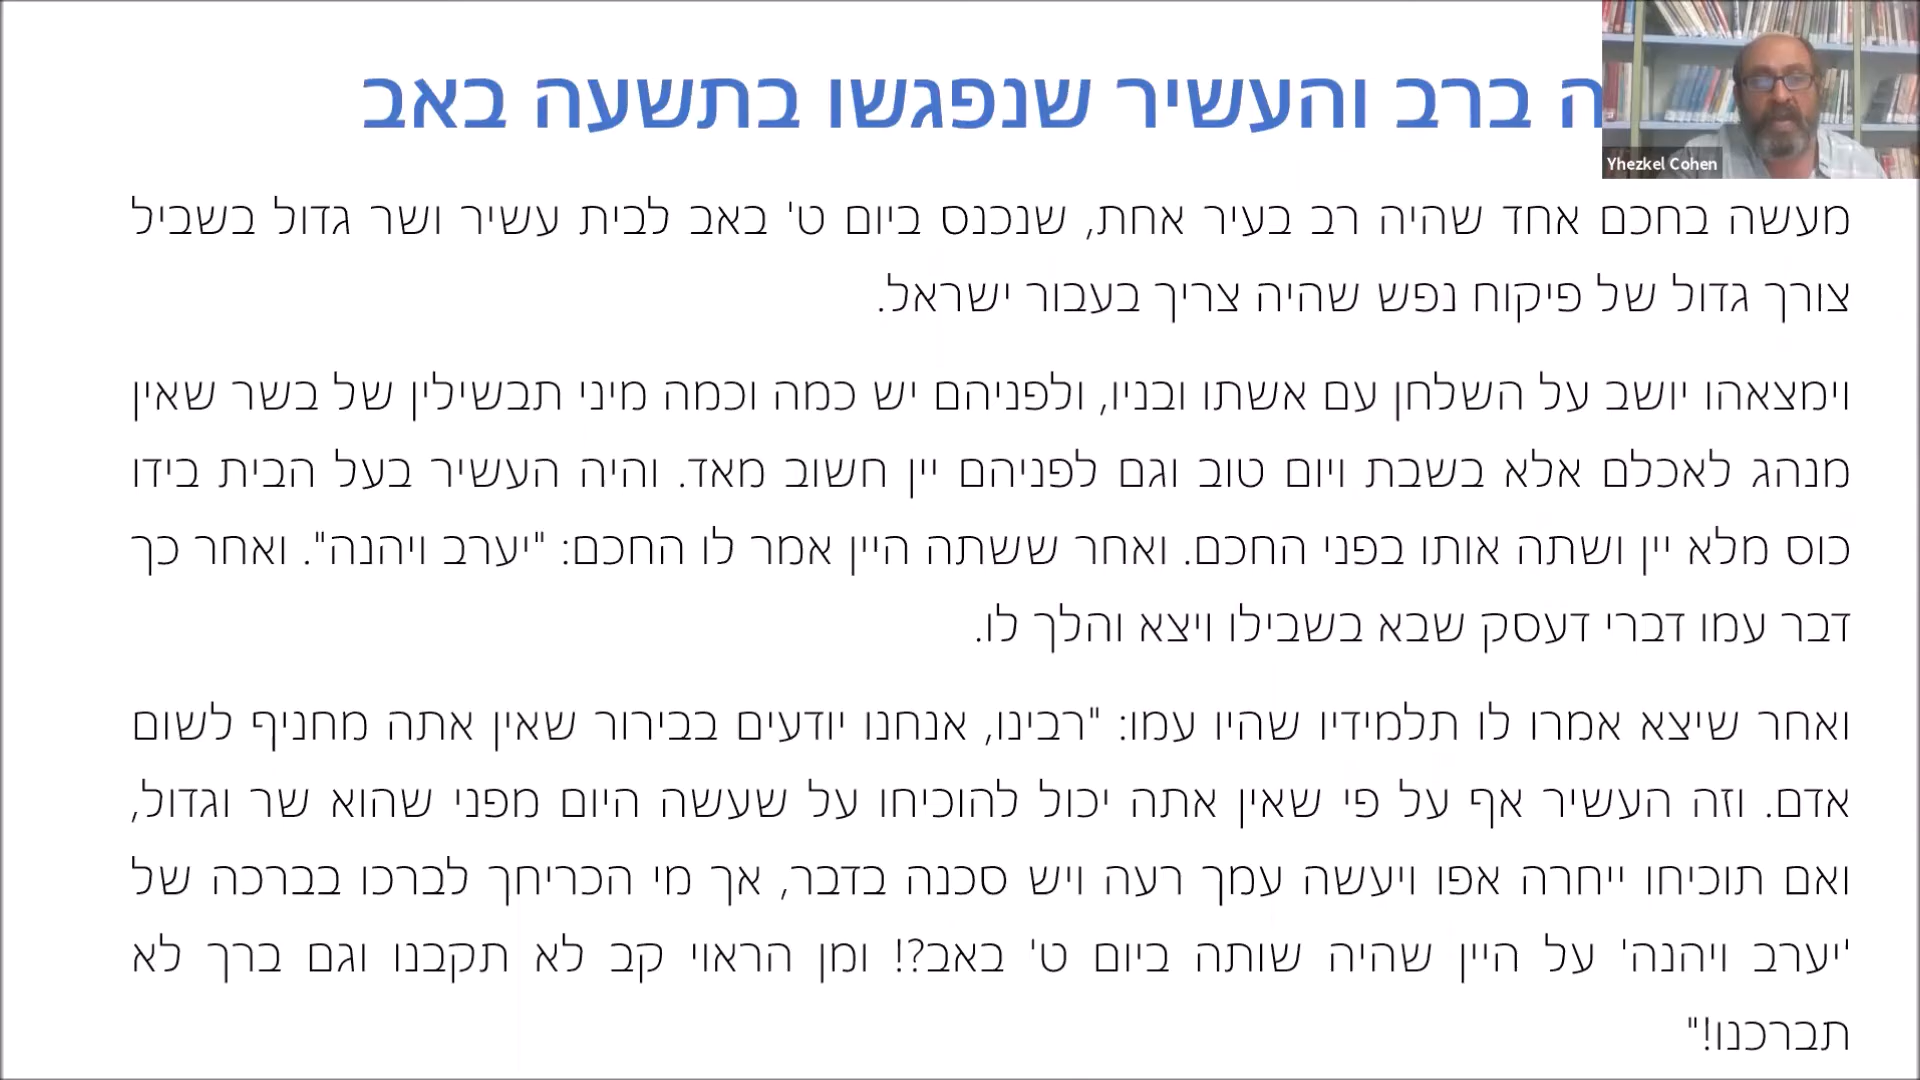 ה ברב והעשיר שנפגשו בתשעה באב
Yhezkel Cohen
מעשה בחכם אחד שהיה רב בעיר אחת, שנכנס ביום ט' באב לבית עשיר ושר גדול בשביל
צורך גדול של פיקוח נפש שהיה צריך בעבור ישראל.
וימצאהו יושב על השלחן עם אשתו ובניו, ולפניהם יש כמה וכמה מיני תבשילין של בשר שאין
מנהג לאכלם אלא בשבת ויום טוב וגם לפניהם יין חשוב מאד. והיה העשיר בעל הבית בידו
כוס מלא יין ושתה אותו בפני החכם. ואחר ששתה היין אמר לו החכם: "יערב ויהנה". ואחר כך
דבר עמו דברי דעסק שבא בשבילו ויצא והלך לו.
ואחר שיצא אמרו לו תלמידיו שהיו עמו: "רבינו, אנחנו יודעים בבירור שאין אתה מחניף לשום
אדם. וזה העשיר אף על פי שאין אתה יכול להוכיחו על שעשה היום מפני שהוא שר וגדול,
ואם תוכיחו ייחרה אפו ויעשה עמך רעה ויש סכנה בדבר, אך מי הכריחך לברכו בברכה של
'יערב ויהנה' על היין שהיה שותה ביום ט' באב?! ומן הראוי קב לא תקבנו וגם ברך לא
תברכנו!"